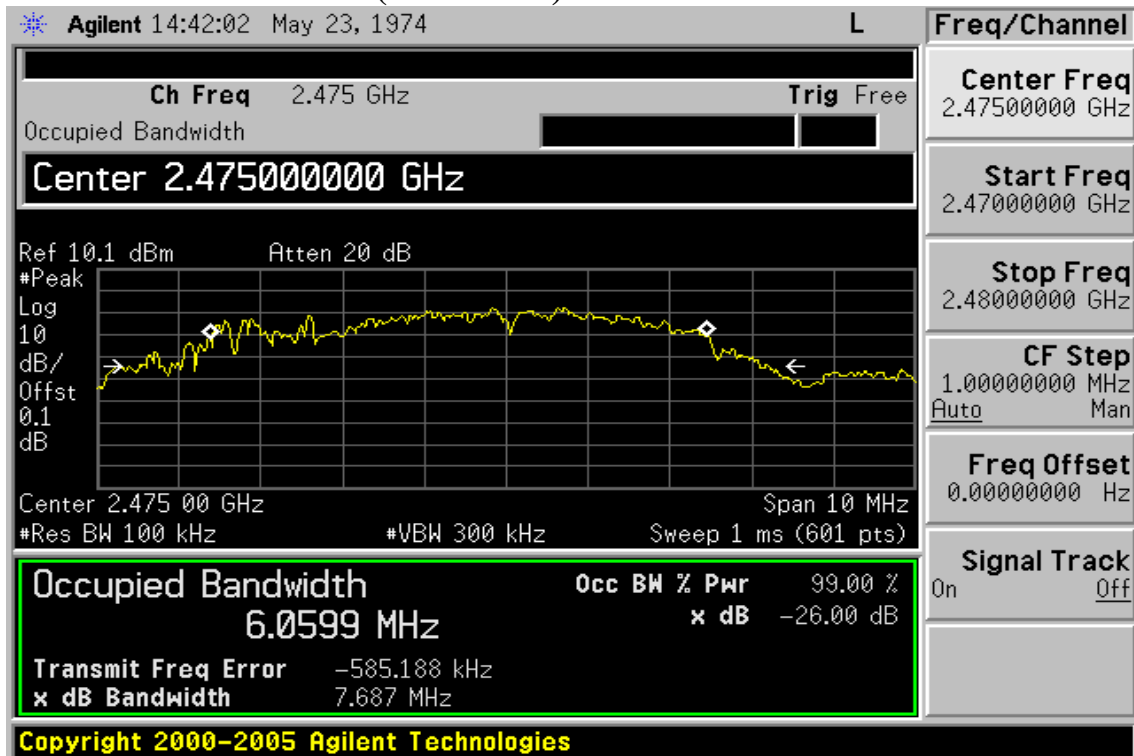 Agilent 14:42:02 May 23, 1974 L
Freq/Channel
Ch Freq 2.475 GHz Trig Free
Occupied Bandwidth
Center 2.475000000 GHz
Ref 10.1 dBm Atten 20 dB
#Peak
Log
10
dB/
Offst
0.1
dB
Center 2.475 00 GHz Span 10 MHz
#Res BW 100 kHz #VBW 300 kHz Sweep 1 ms (601 pts)
Occupied Bandwidth
6.0599 MHz
Occ BW % Pwr 99.00 %
x dB -26.00 dB
Transmit Freq Error -585.188 kHz
x dB Bandwidth 7.687 MHz
Center Freq
2.47500000 GHz
Start Freq
2.47000000 GHz
Stop Freq
2.48000000 GHz
CF Step
1.00000000 MHz
Auto Man
Freq Offset
0.00000000 Hz
Signal Track
On Off
Copyright 2000-2005 Agilent Technologies